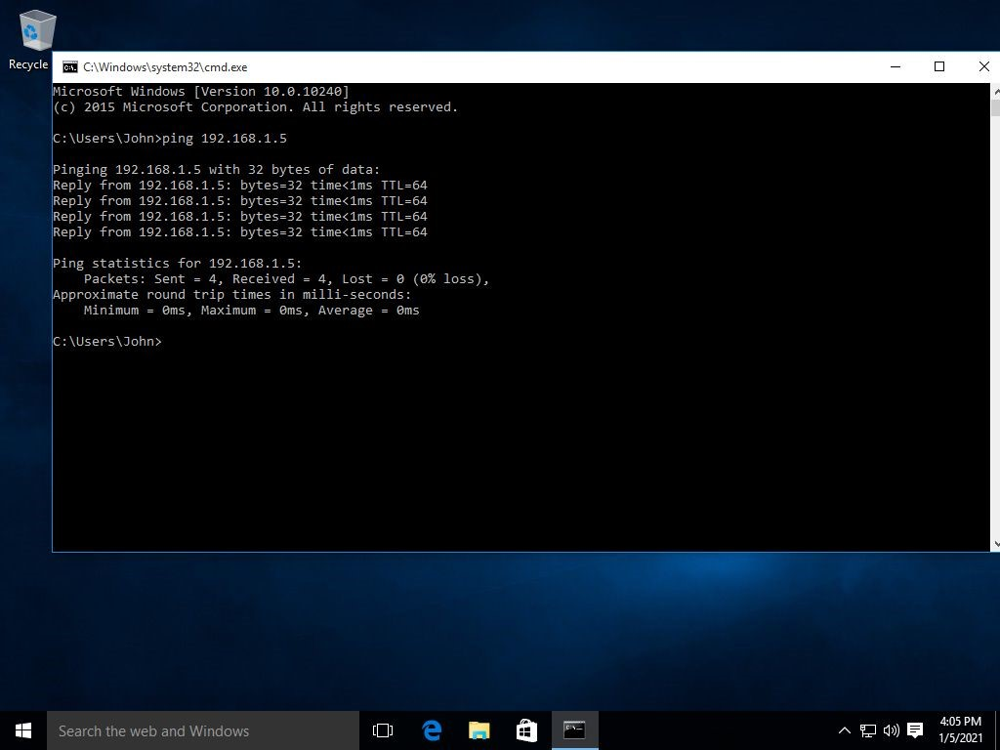 Recycle
C:\Windows\system32\cmd.exe
Microsoft Windows [Version 10.0.10240]
(c) 2015 Microsoft Corporation. All rights reserved.
C:\Users\John>ping 192.168.1.5
Pinging 192.168.1.5 with 32 bytes of data:
Reply from 192.168.1.5: bytes=32 time<1ms TTL=64
Reply from 192.168.1.5: bytes=32 time<1ms TTL=64
Reply from 192.168.1.5: bytes=32 time<1ms TTL=64
Reply from 192.168.1.5: bytes=32 time<1ms TTL=64
Ping statistics for 192.168.1.5:
    Packets: Sent = 4, Received = 4, Lost = 0 (0% loss),
Approximate round trip times in milli-seconds:
    Minimum = 0ms, Maximum = 0ms, Average = 0ms
C:\Users\John>
Search the web and Windows
4:05 PM
1/5/2021